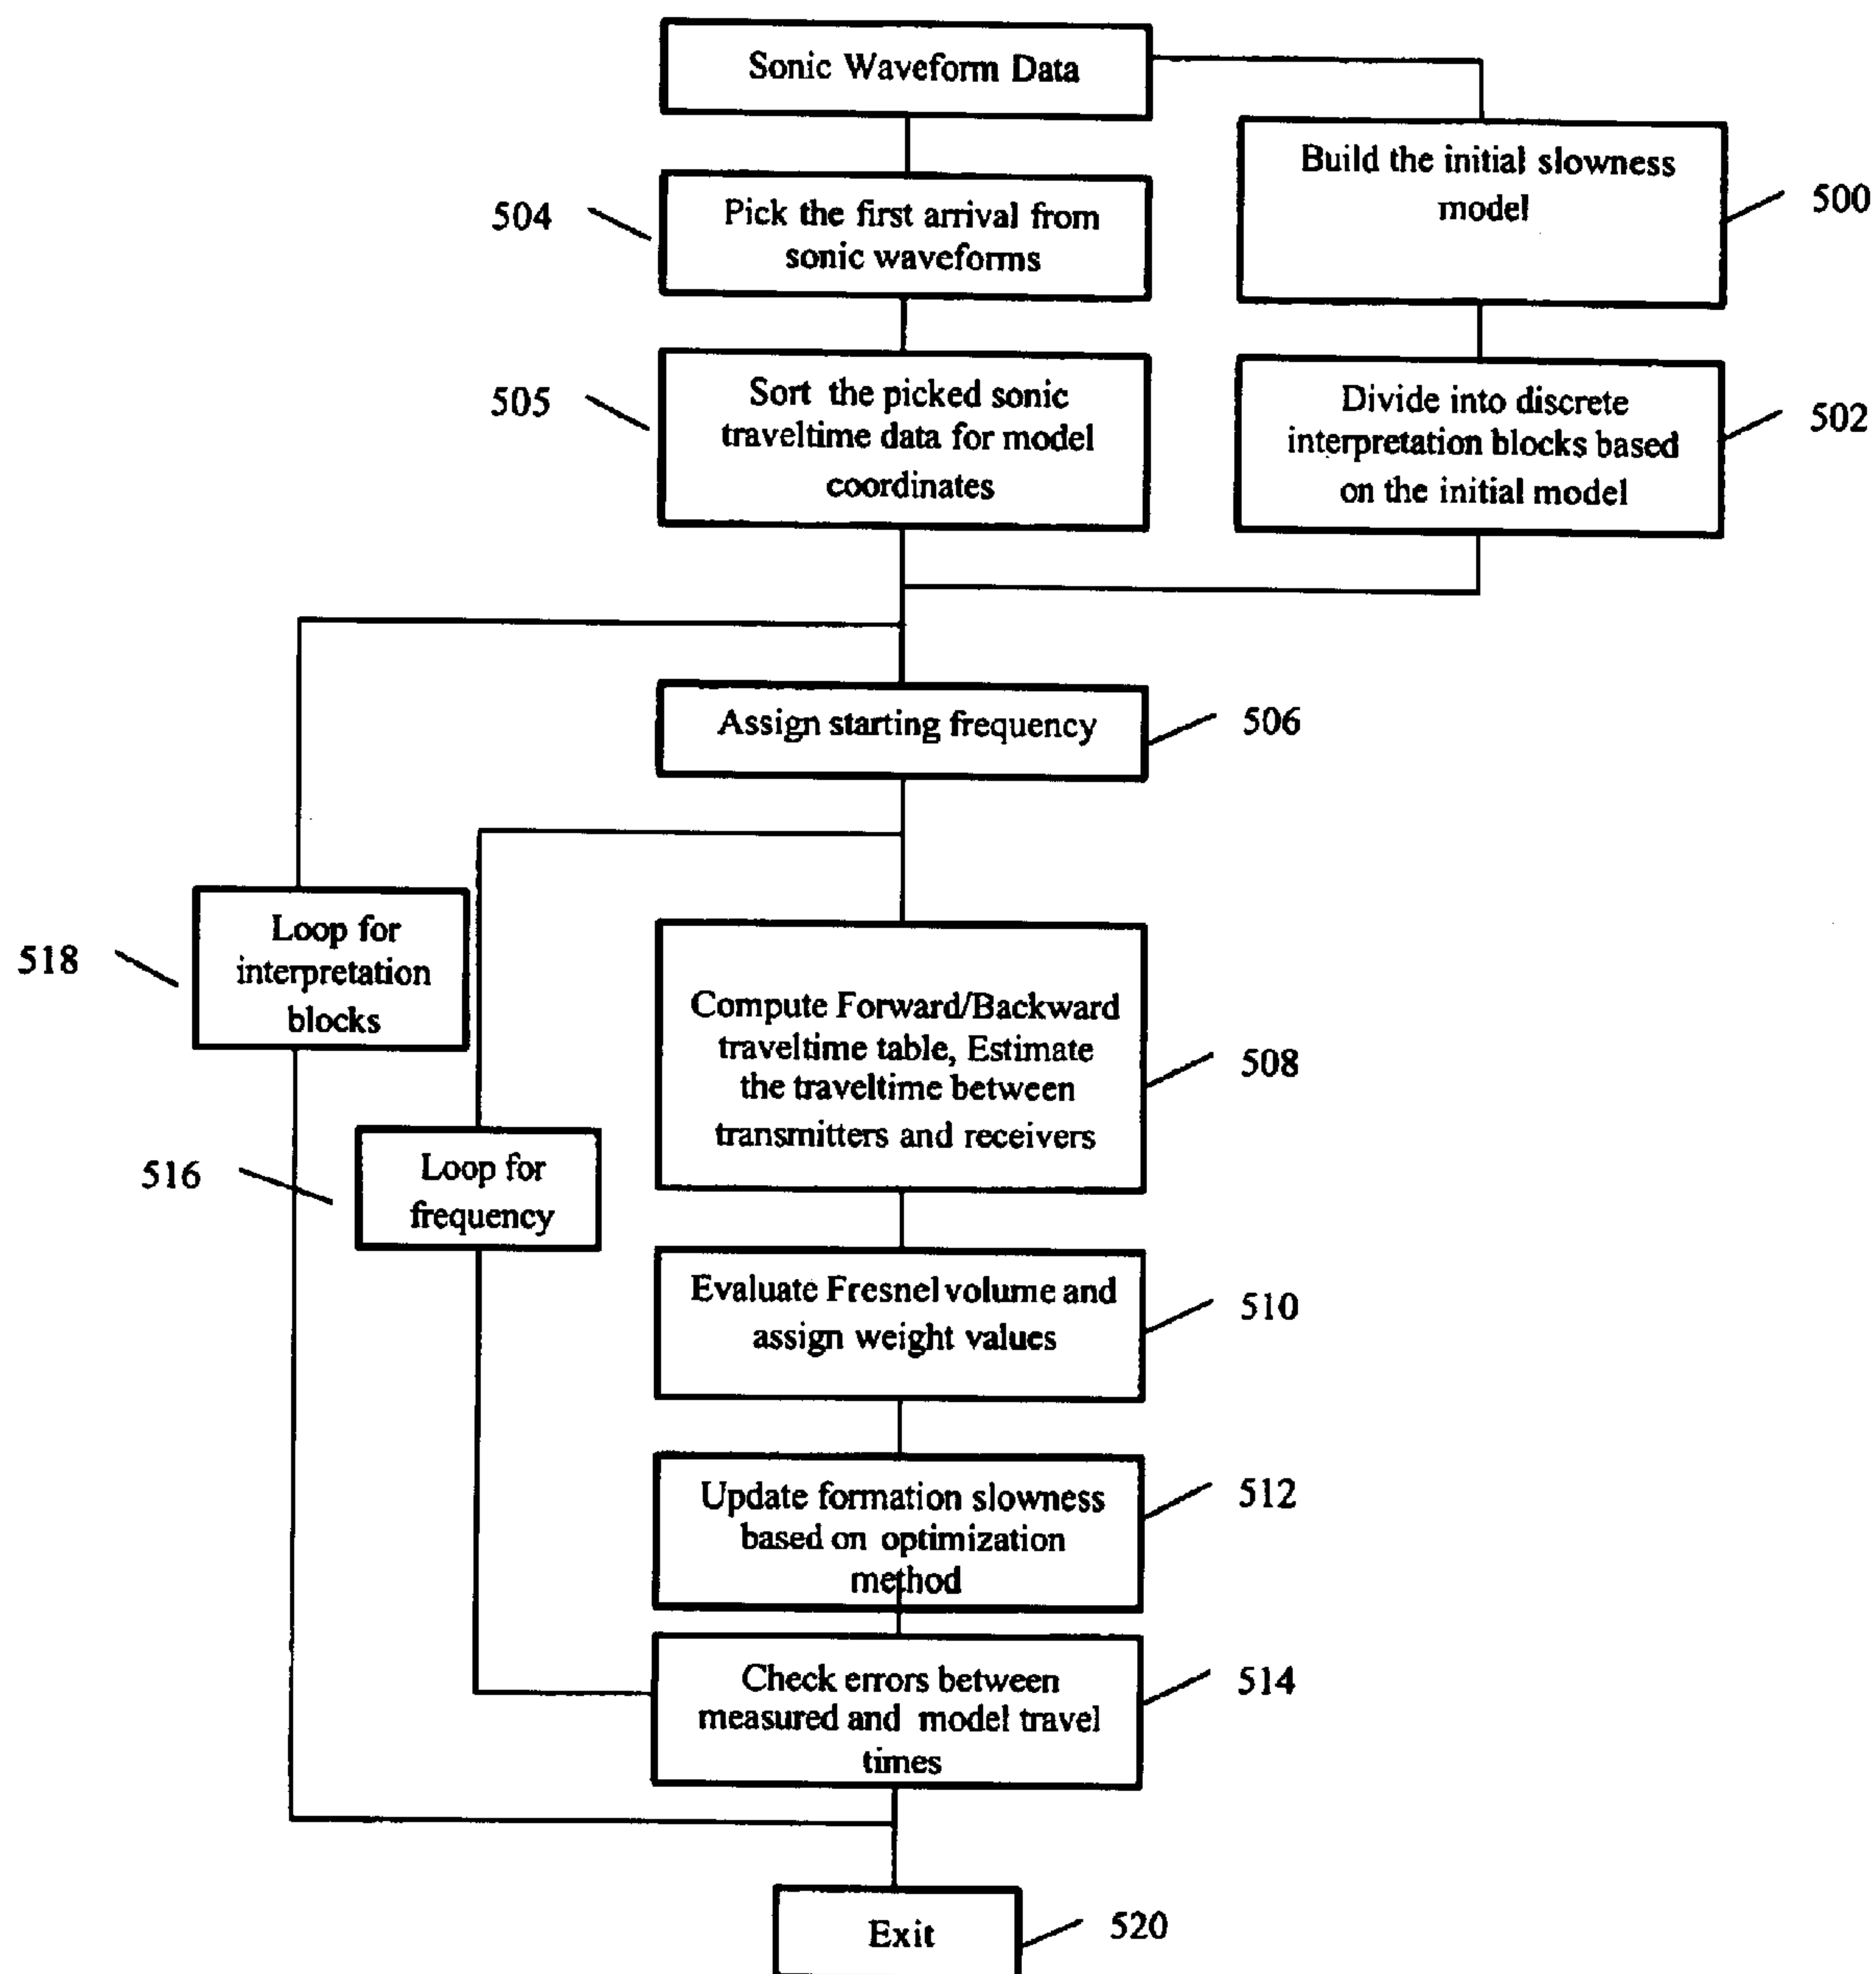 Sonic Waveform Data
Build the initial slowness
model
500
504
Pick the first arrival from
sonic waveforms
505
Sort the picked sonic
traveltime data for model
coordinates
Divide into discrete
interpretation blocks based
on the initial model
502
Assign starting frequency
506
518
Loop for
interpretation
blocks
Compute Forward/Backward
traveltime table, Estimate
the traveltime between
transmitters and receivers
508
516
Loop for
frequency
Evaluate Fresnel volume and
assign weight values
510
Update formation slowness
based on optimization
method
512
Check errors between
measured and model travel
times
514
Exit
520